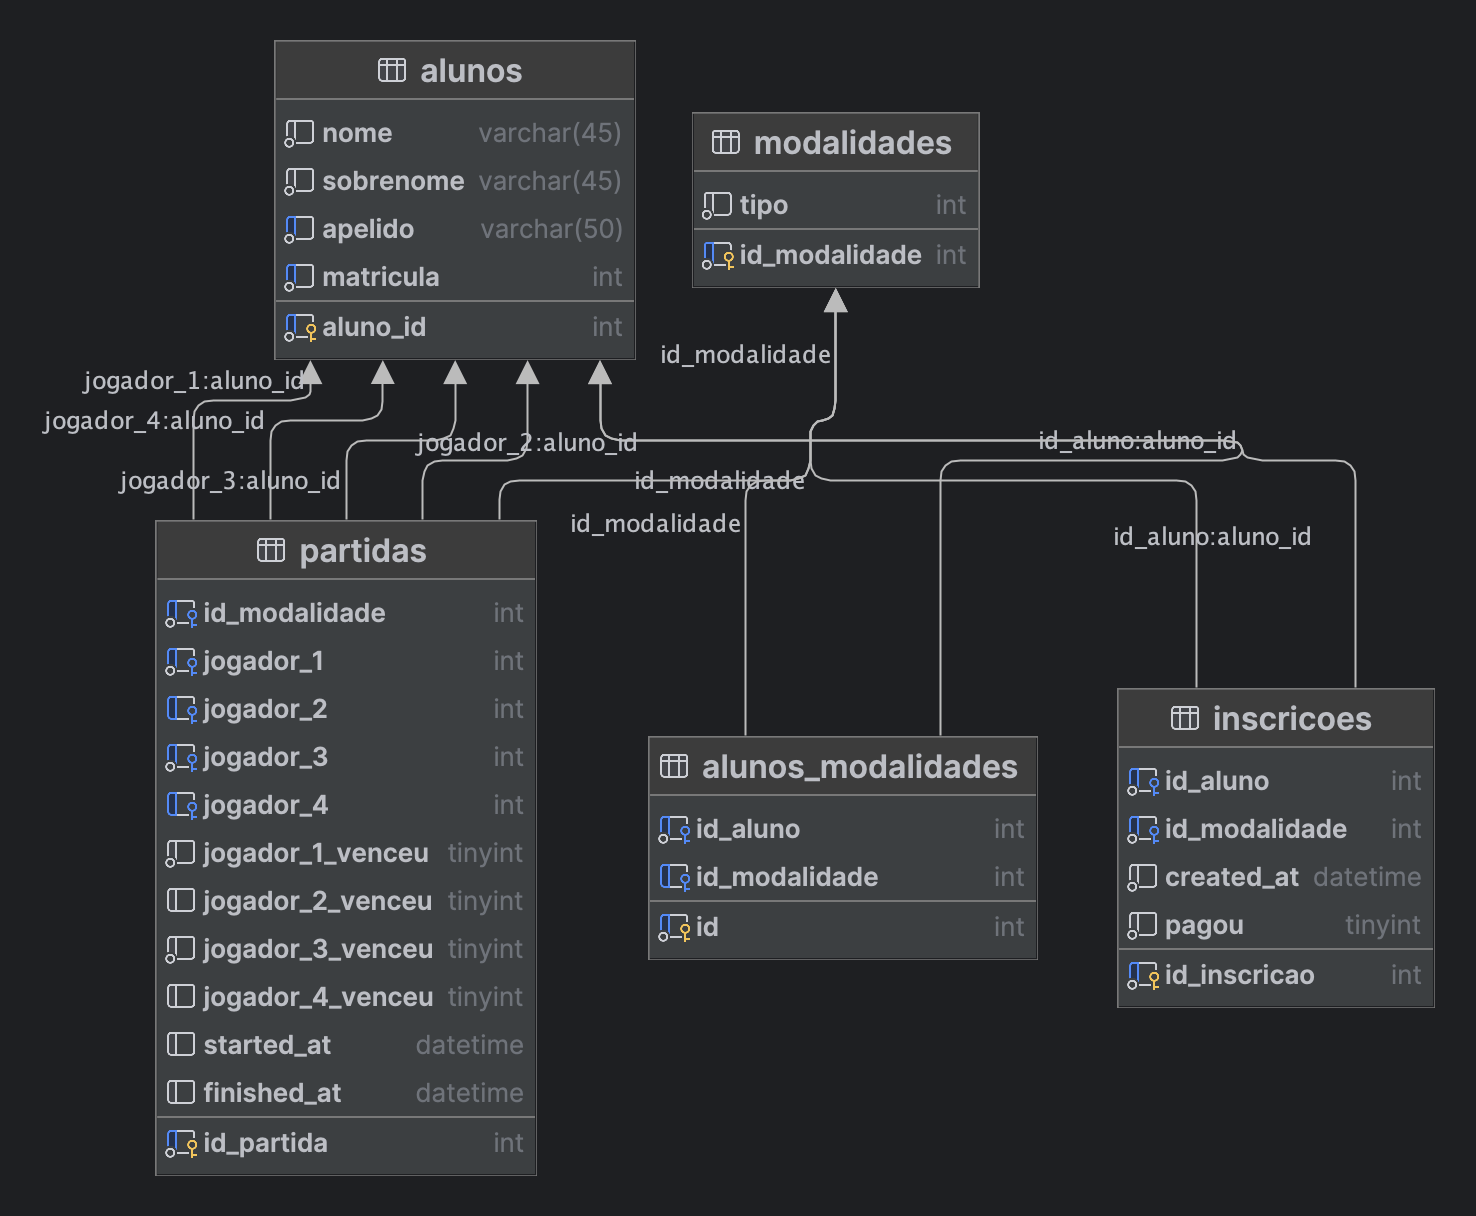 alunos
nome varchar(45)
sobrenome varchar(45)
apelido varchar(50)
matricula int
aluno_id int
modalidades
tipo int
id_modalidade int
id_modalidade
jogador_1:aluno_id
jogador_4:aluno_id
jogador_2:aluno_id
id_aluno:aluno_id
jogador_3:aluno_id
id_modalidade
id_modalidade
id_aluno:aluno_id
partidas
id_modalidade int
jogador_1 int
jogador_2 int
jogador_3 int
jogador_4 int
jogador_1_venceu tinyint
jogador_2_venceu tinyint
jogador_3_venceu tinyint
jogador_4_venceu tinyint
started_at datetime
finished_at datetime
id_partida int
alunos_modalidades
id_aluno int
id_modalidade int
id int
inscricoes
id_aluno int
id_modalidade int
created_at datetime
pagou tinyint
id_inscricao int